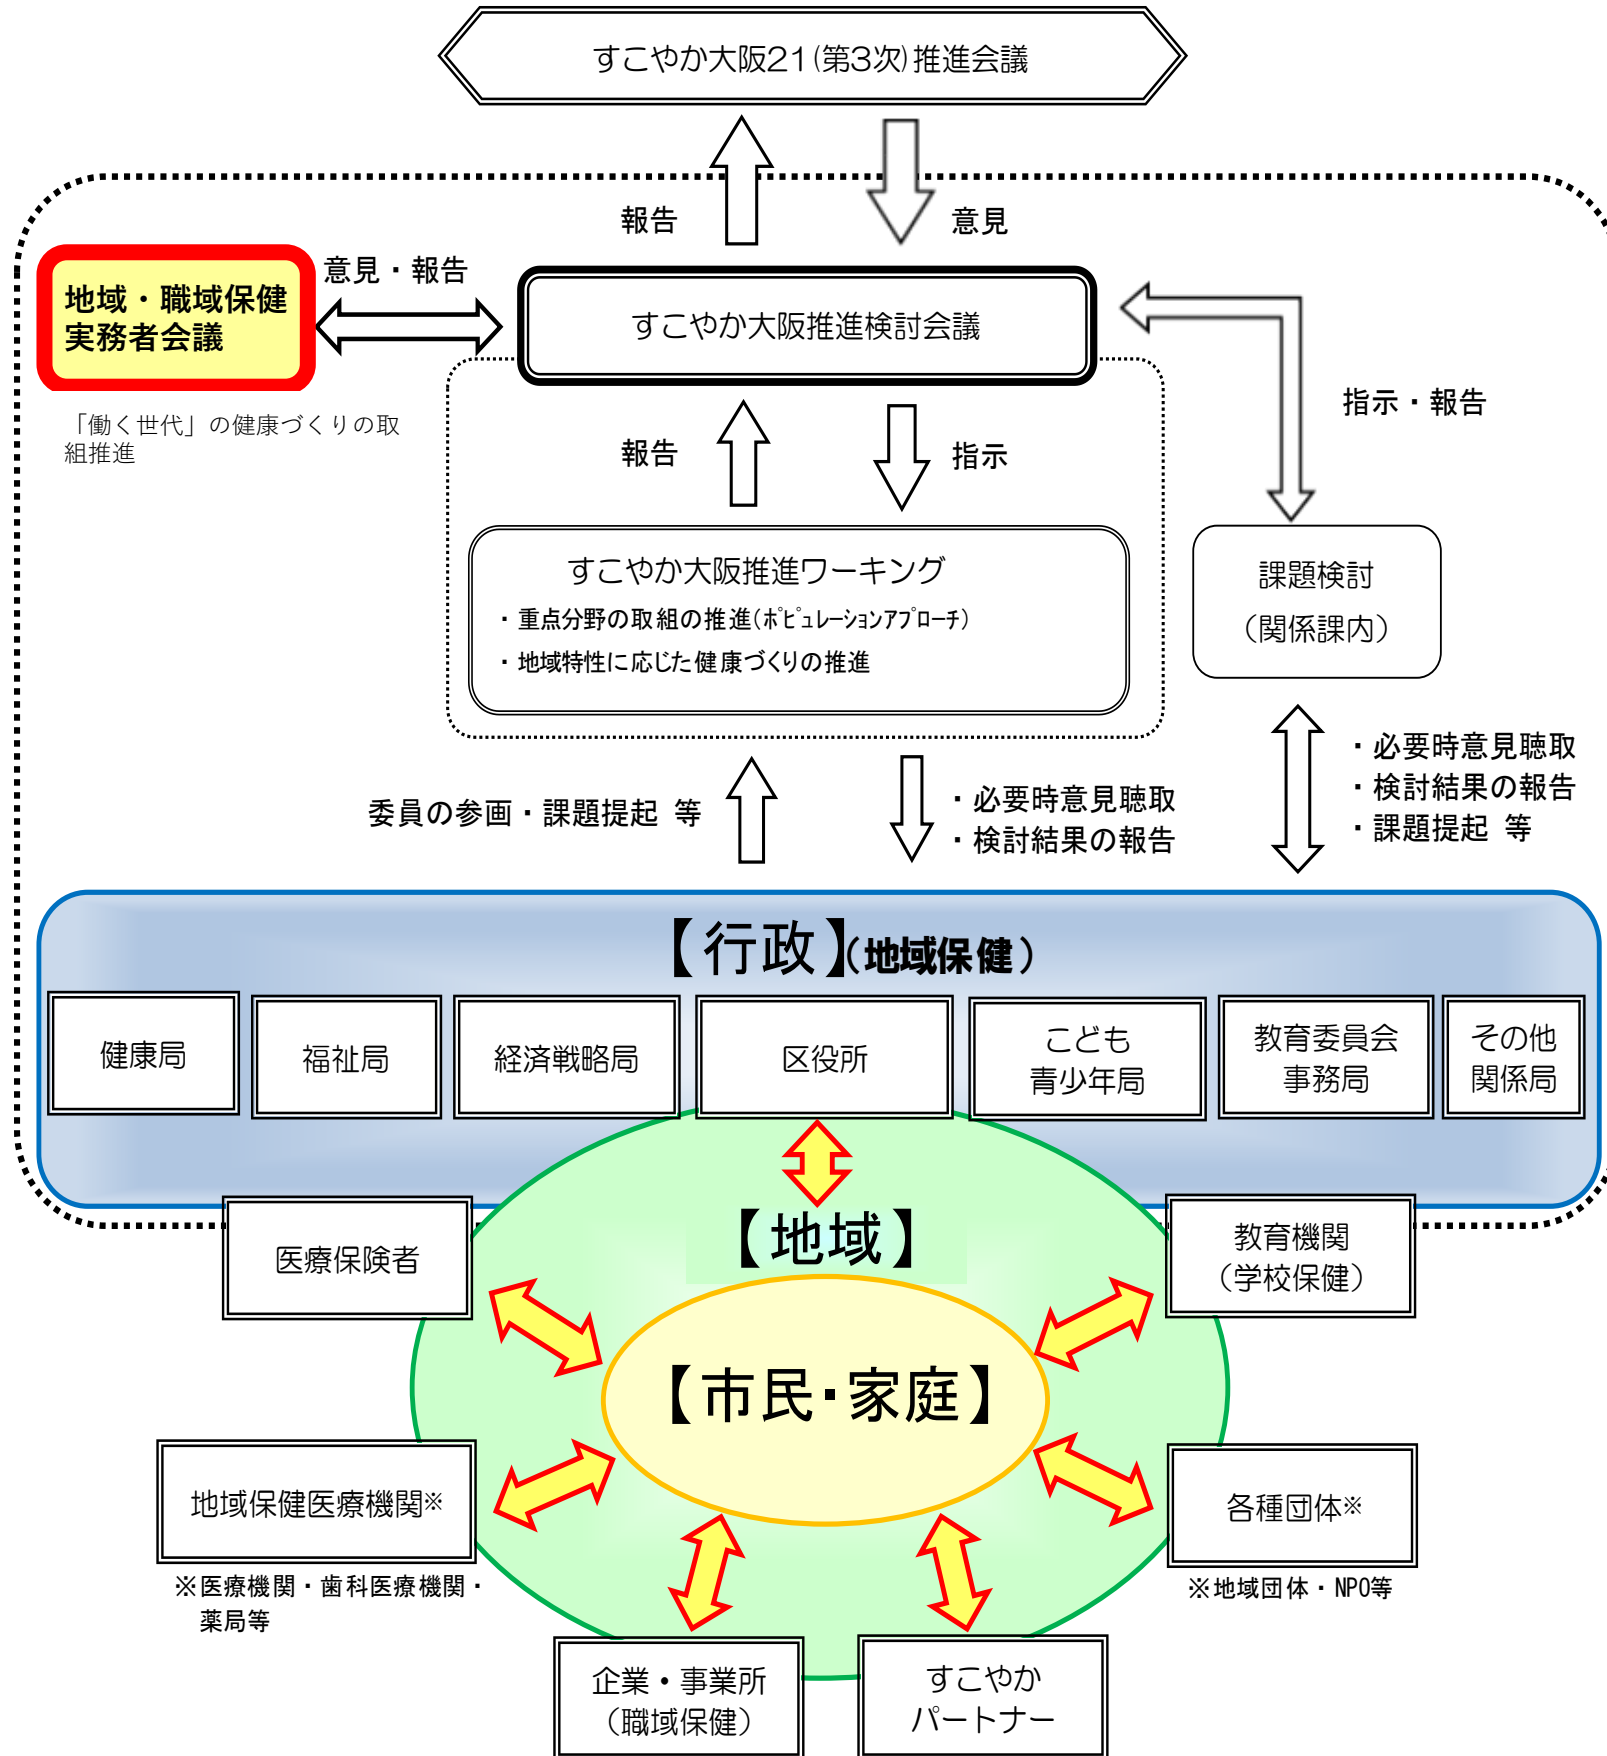 すこやか大阪21(第3次)推進会議
報告
意見
地域・職域保健
実務者会議
意見・報告
すこやか大阪推進検討会議
「働く世代」の健康づくりの取
組推進
指示・報告
報告
指示
すこやか大阪推進ワーキング
・重点分野の取組の推進(ﾎﾟﾋﾟｭﾚｰｼｮﾝｱﾌﾟﾛｰﾁ)
・地域特性に応じた健康づくりの推進
課題検討
（関係課内）
委員の参画・課題提起 等
・必要時意見聴取
・検討結果の報告
・必要時意見聴取
・検討結果の報告
・課題提起 等
【行政】（地域保健）
健康局
福祉局
経済戦略局
区役所
こども
青少年局
教育委員会
事務局
その他
関係局
【地域】
医療保険者
教育機関
（学校保健）
【市民・家庭】
地域保健医療機関※
※医療機関・歯科医療機関・
薬局等
各種団体※
※地域団体・NPO等
企業・事業所
（職域保健）
すこやか
パートナー